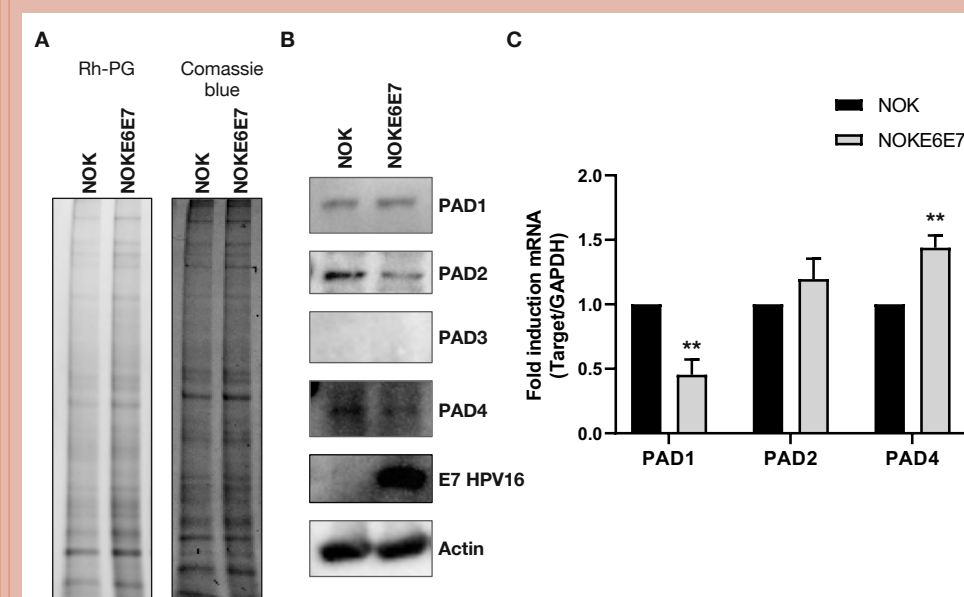 A
Rh-PG
Comassie
blue
NOK
NOKE6E7
NOK
NOKE6E7
B
NOK
NOKE6E7
PAD1
PAD2
PAD3
PAD4
E7 HPV16
Actin
C
NOK
NOKE6E7
Fold induction mRNA
(Target/GAPDH)
2.0
1.5
1.0
0.5
0.0
**
**
PAD1
PAD2
PAD4